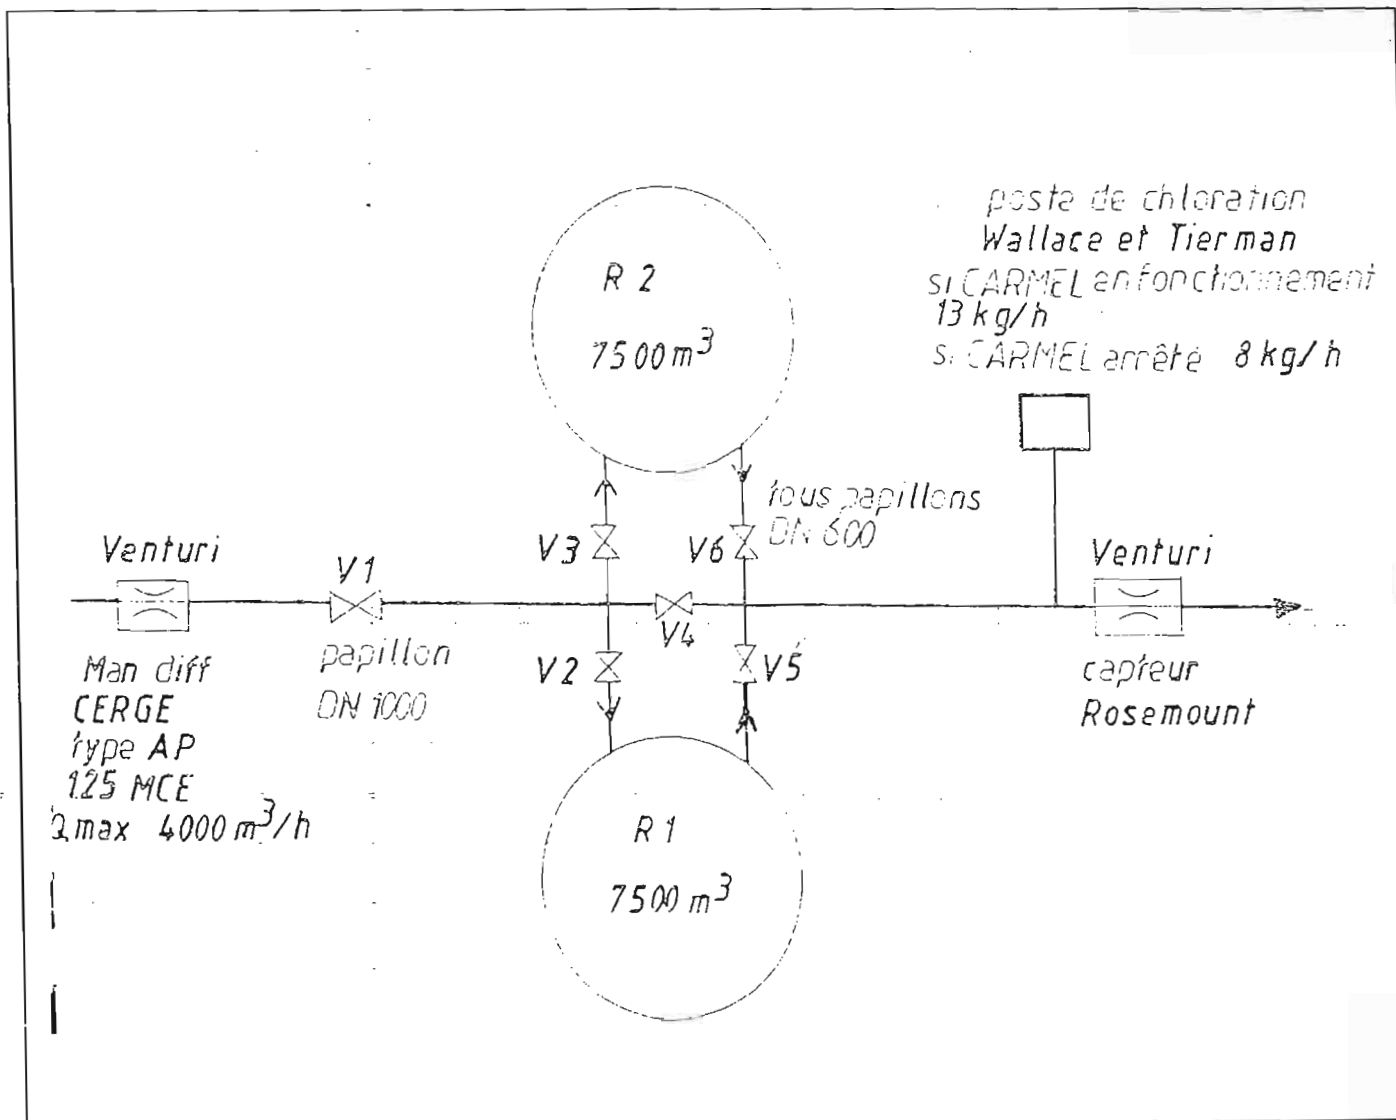 poste de chloration
Wallace et Tierman
si CARMEL en fonctionnement
13 kg/h
si CARMEL arrêté 8 kg/h
R 2
7500 m³
tous papillons
DN 600
V3
V6
Venturi
V1
Venturi
V4
papillon
DN 1000
V2
V5
Man diff
CERGE
type AP
1.25 MCE
Qmax 4000 m³/h
capteur
Rosemount
R 1
7500 m³